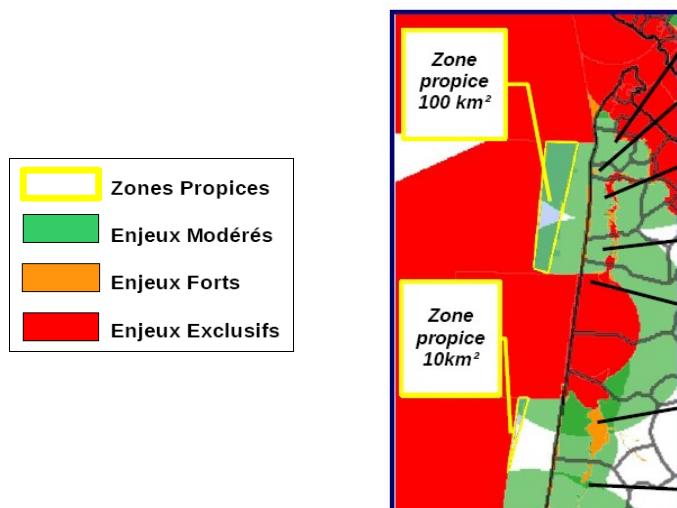 Zone
propice
100 km²
Zones Propices
Enjeux Modérés
Enjeux Forts
Enjeux Exclusifs
Zone
propice
10km²